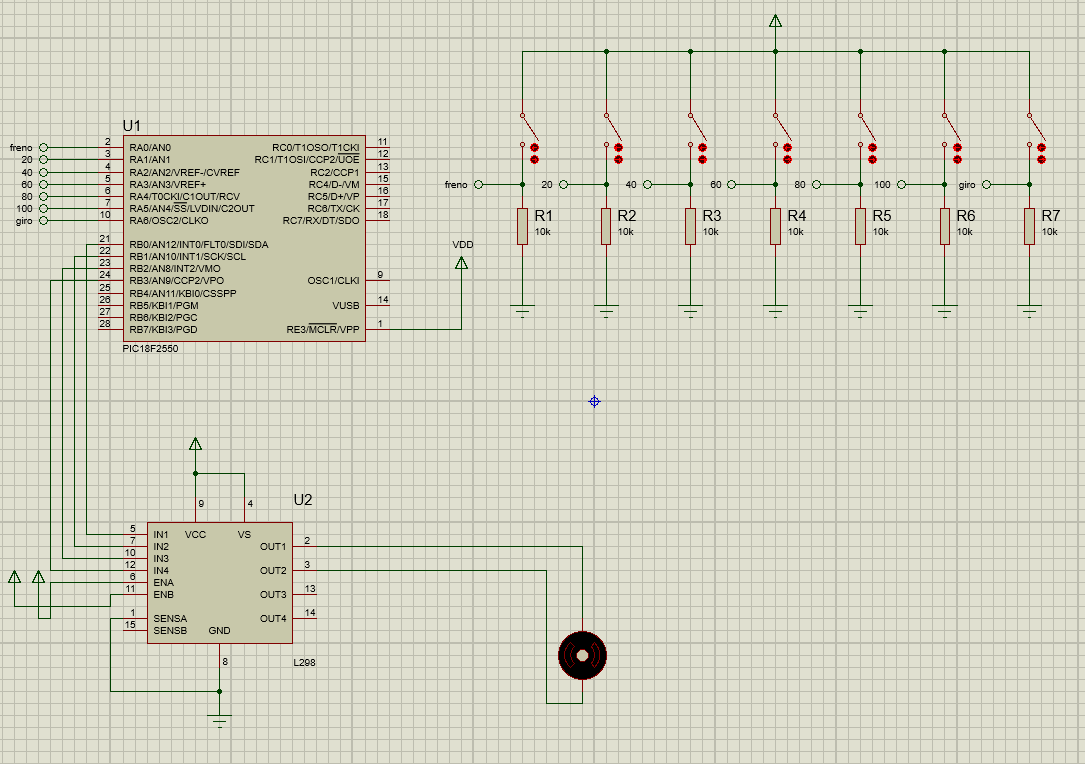 U1
freno 2 RA0/AN0 RC0/T1OSO/T1CKI 11
20 3 RA1/AN1 RC1/T1OSI/CCP2/UOE 12
40 4 RA2/AN2/VREF-/CVREF RC2/CCP1 13
60 5 RA3/AN3/VREF+ RC4/D-/VM 15
80 6 RA4/T0CKI/C1OUT/RCV RC5/D+/VP 16
100 7 RA5/AN4/SS/LVDIN/C2OUT RC6/TX/CK 17
giro 10 RA6/OSC2/CLKO RC7/RX/DT/SDO 18
21 RB0/AN12/INT0/FLT0/SDI/SDA
22 RB1/AN10/INT1/SCK/SCL
23 RB2/AN8/INT2/VMO
24 RB3/AN9/CCP2/VPO OSC1/CLKI 9
25 RB4/AN11/KBI0/CSSPP
26 RB5/KBI1/PGM VUSB 14
27 RB6/KBI2/PGC
28 RB7/KBI3/PGD RE3/MCLR/VPP 1
PIC18F2550
VDD
freno 20 40 60 80 100 giro
R1 R2 R3 R4 R5 R6 R7
10k 10k 10k 10k 10k 10k 10k
U2
9 4
5 IN1 VCC VS
7 IN2 OUT1 2
10 IN3
12 IN4 OUT2 3
6 ENA
11 ENB OUT3 13
1 SENSA OUT4 14
15 SENSB GND
8
L298